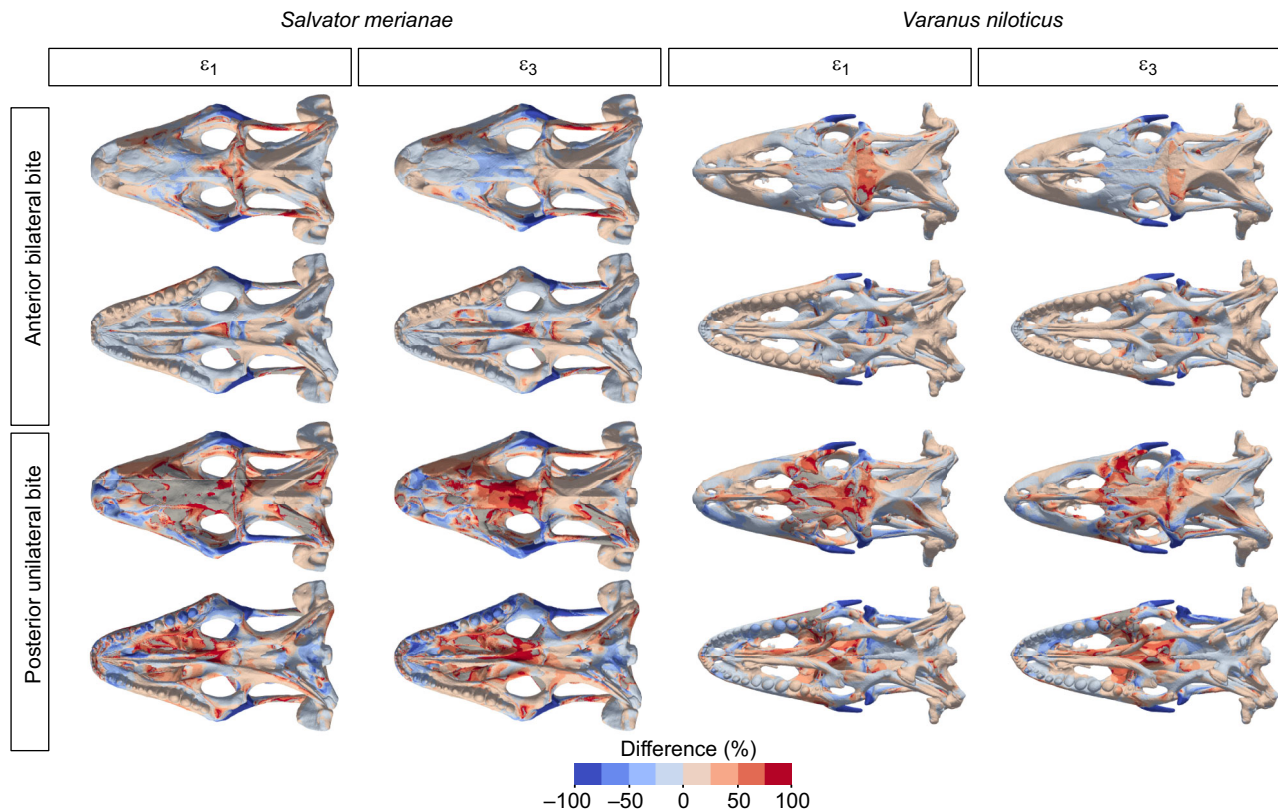 Salvator merianae
Varanus niloticus
ε1
ε3
ε1
ε3
Anterior bilateral bite
Posterior unilateral bite
Difference (%)
–100 –50 0 50 100